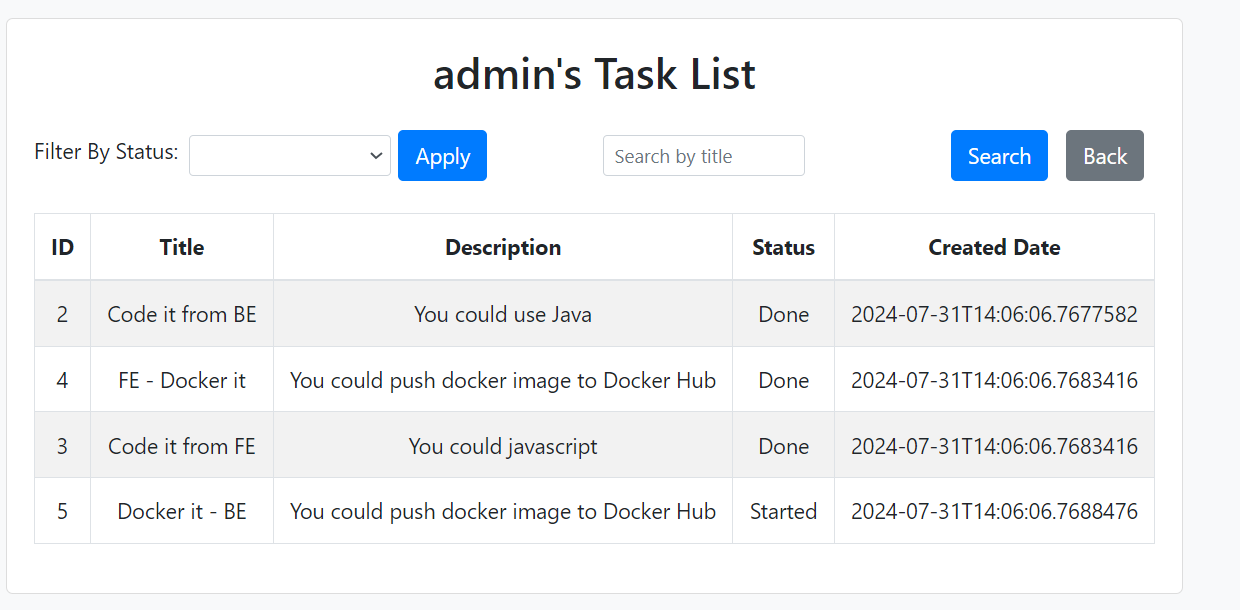 admin's Task List
Filter By Status: Apply Search by title Search Back
ID Title Description Status Created Date
2 Code it from BE You could use Java Done 2024-07-31T14:06:06.7677582
4 FE - Docker it You could push docker image to Docker Hub Done 2024-07-31T14:06:06.7683416
3 Code it from FE You could javascript Done 2024-07-31T14:06:06.7683416
5 Docker it - BE You could push docker image to Docker Hub Started 2024-07-31T14:06:06.7688476